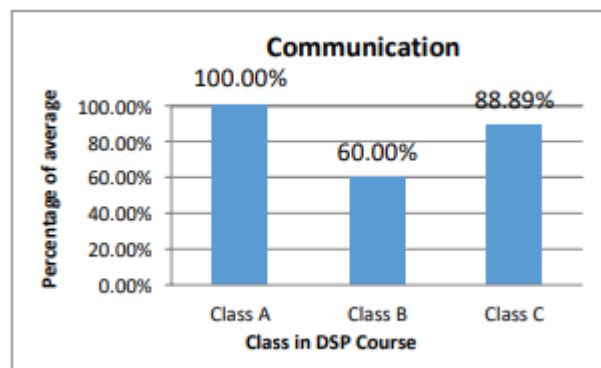 Communication
100.00%
88.89%
60.00%
Percentage of average
100.00%
80.00%
60.00%
40.00%
20.00%
0.00%
Class A Class B Class C
Class in DSP Course